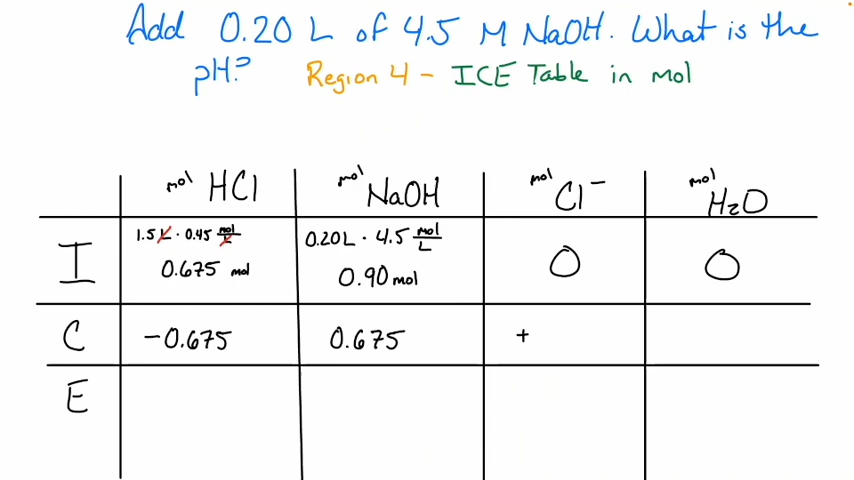 Add 0.20 L of 4.5 M NaOH. What is the
pH? Region 4 - ICE Table in mol
mol HCl mol NaOH mol Cl⁻ mol H₂O
I 1.5 L · 0.45 mol/L 0.20L · 4.5 mol/L 0 0
0.675 mol 0.90 mol
C -0.675 0.675 +
E